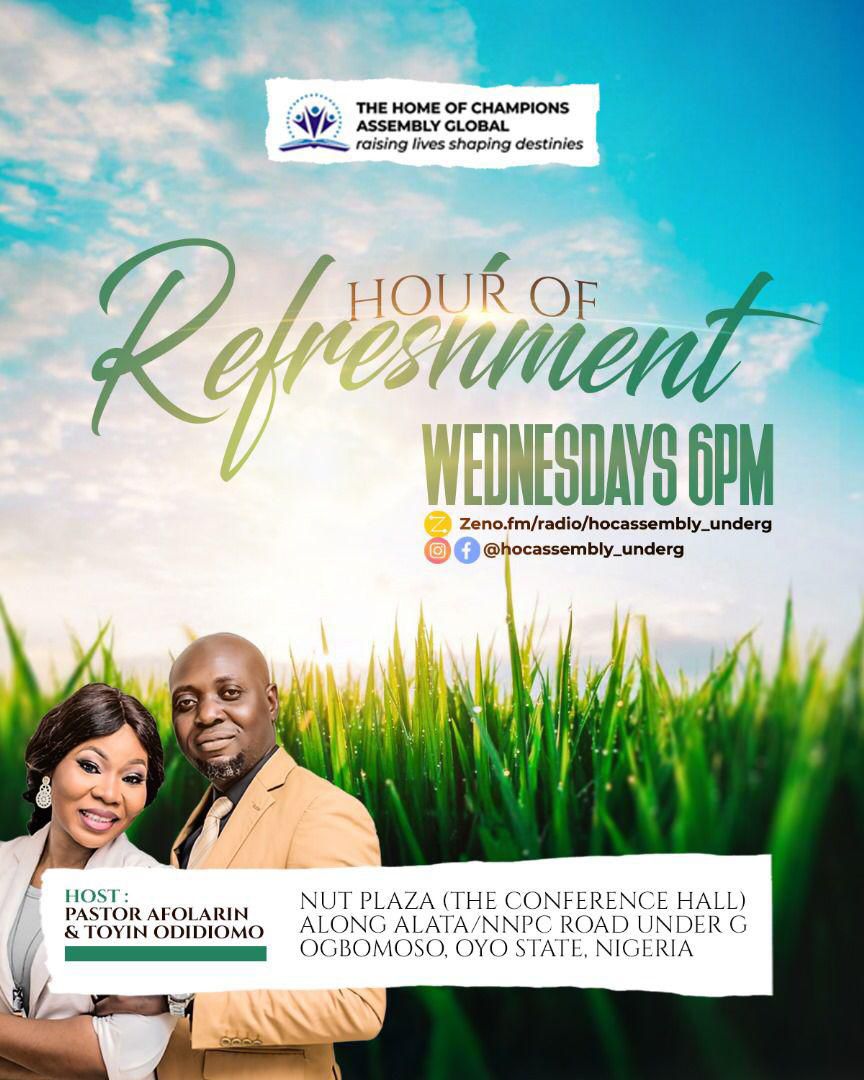 THE HOME OF CHAMPIONS
ASSEMBLY GLOBAL
raising lives shaping destinies
HOUR OF
Refreshment
WEDNESDAYS 6PM
Zeno.fm/radio/hocassembly_underg
@hocassembly_underg
HOST :
PASTOR AFOLARIN
& TOYIN ODIDIOMO
NUT PLAZA (THE CONFERENCE HALL)
ALONG ALATA/NNPC ROAD UNDER G
OGBOMOSO, OYO STATE, NIGERIA